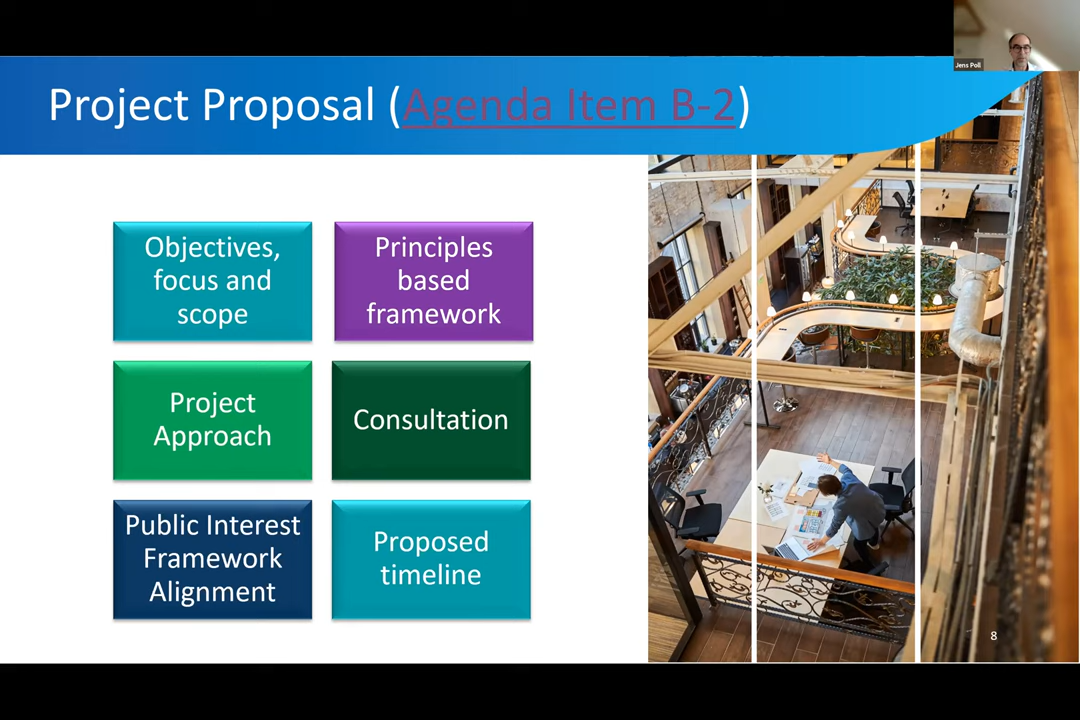 Jens Poll
Project Proposal (Agenda Item B-2)
Objectives,
focus and
scope
Principles
based
framework
Project
Approach
Consultation
Public Interest
Framework
Alignment
Proposed
timeline
8